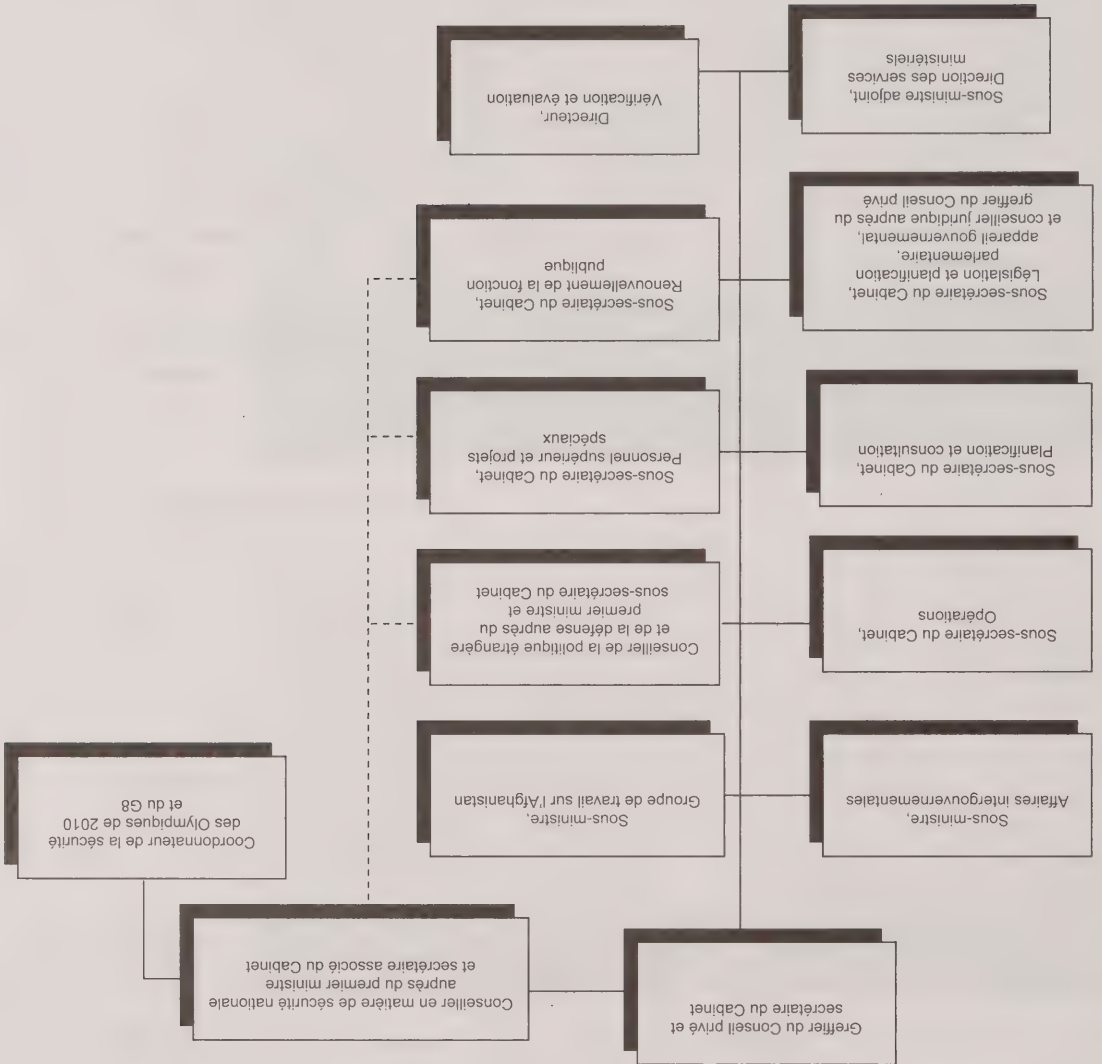 Greffier du Conseil privé et
secrétaire du Cabinet
Conseiller en matière de sécurité nationale
auprès du premier ministre
et secrétaire associé du Cabinet
Coordonnateur de la sécurité
des Olympiques de 2010
et du G8
Sous-ministre,
Affaires intergouvernementales
Sous-ministre,
Groupe de travail sur l'Afghanistan
Sous-secrétaire du Cabinet,
Opérations
Conseiller de la politique étrangère
et de la défense auprès du
premier ministre et
sous-secrétaire du Cabinet
Sous-secrétaire du Cabinet,
Planification et consultation
Sous-secrétaire du Cabinet,
Personnel supérieur et projets
spéciaux
Sous-secrétaire du Cabinet,
Législation et planification
parlementaire,
appareil gouvernemental,
et conseiller juridique auprès du
greffier du Conseil privé
Sous-secrétaire du Cabinet,
Renouvellement de la fonction
publique
Sous-ministre adjoint,
Direction des services
ministériels
Directeur,
Vérification et évaluation